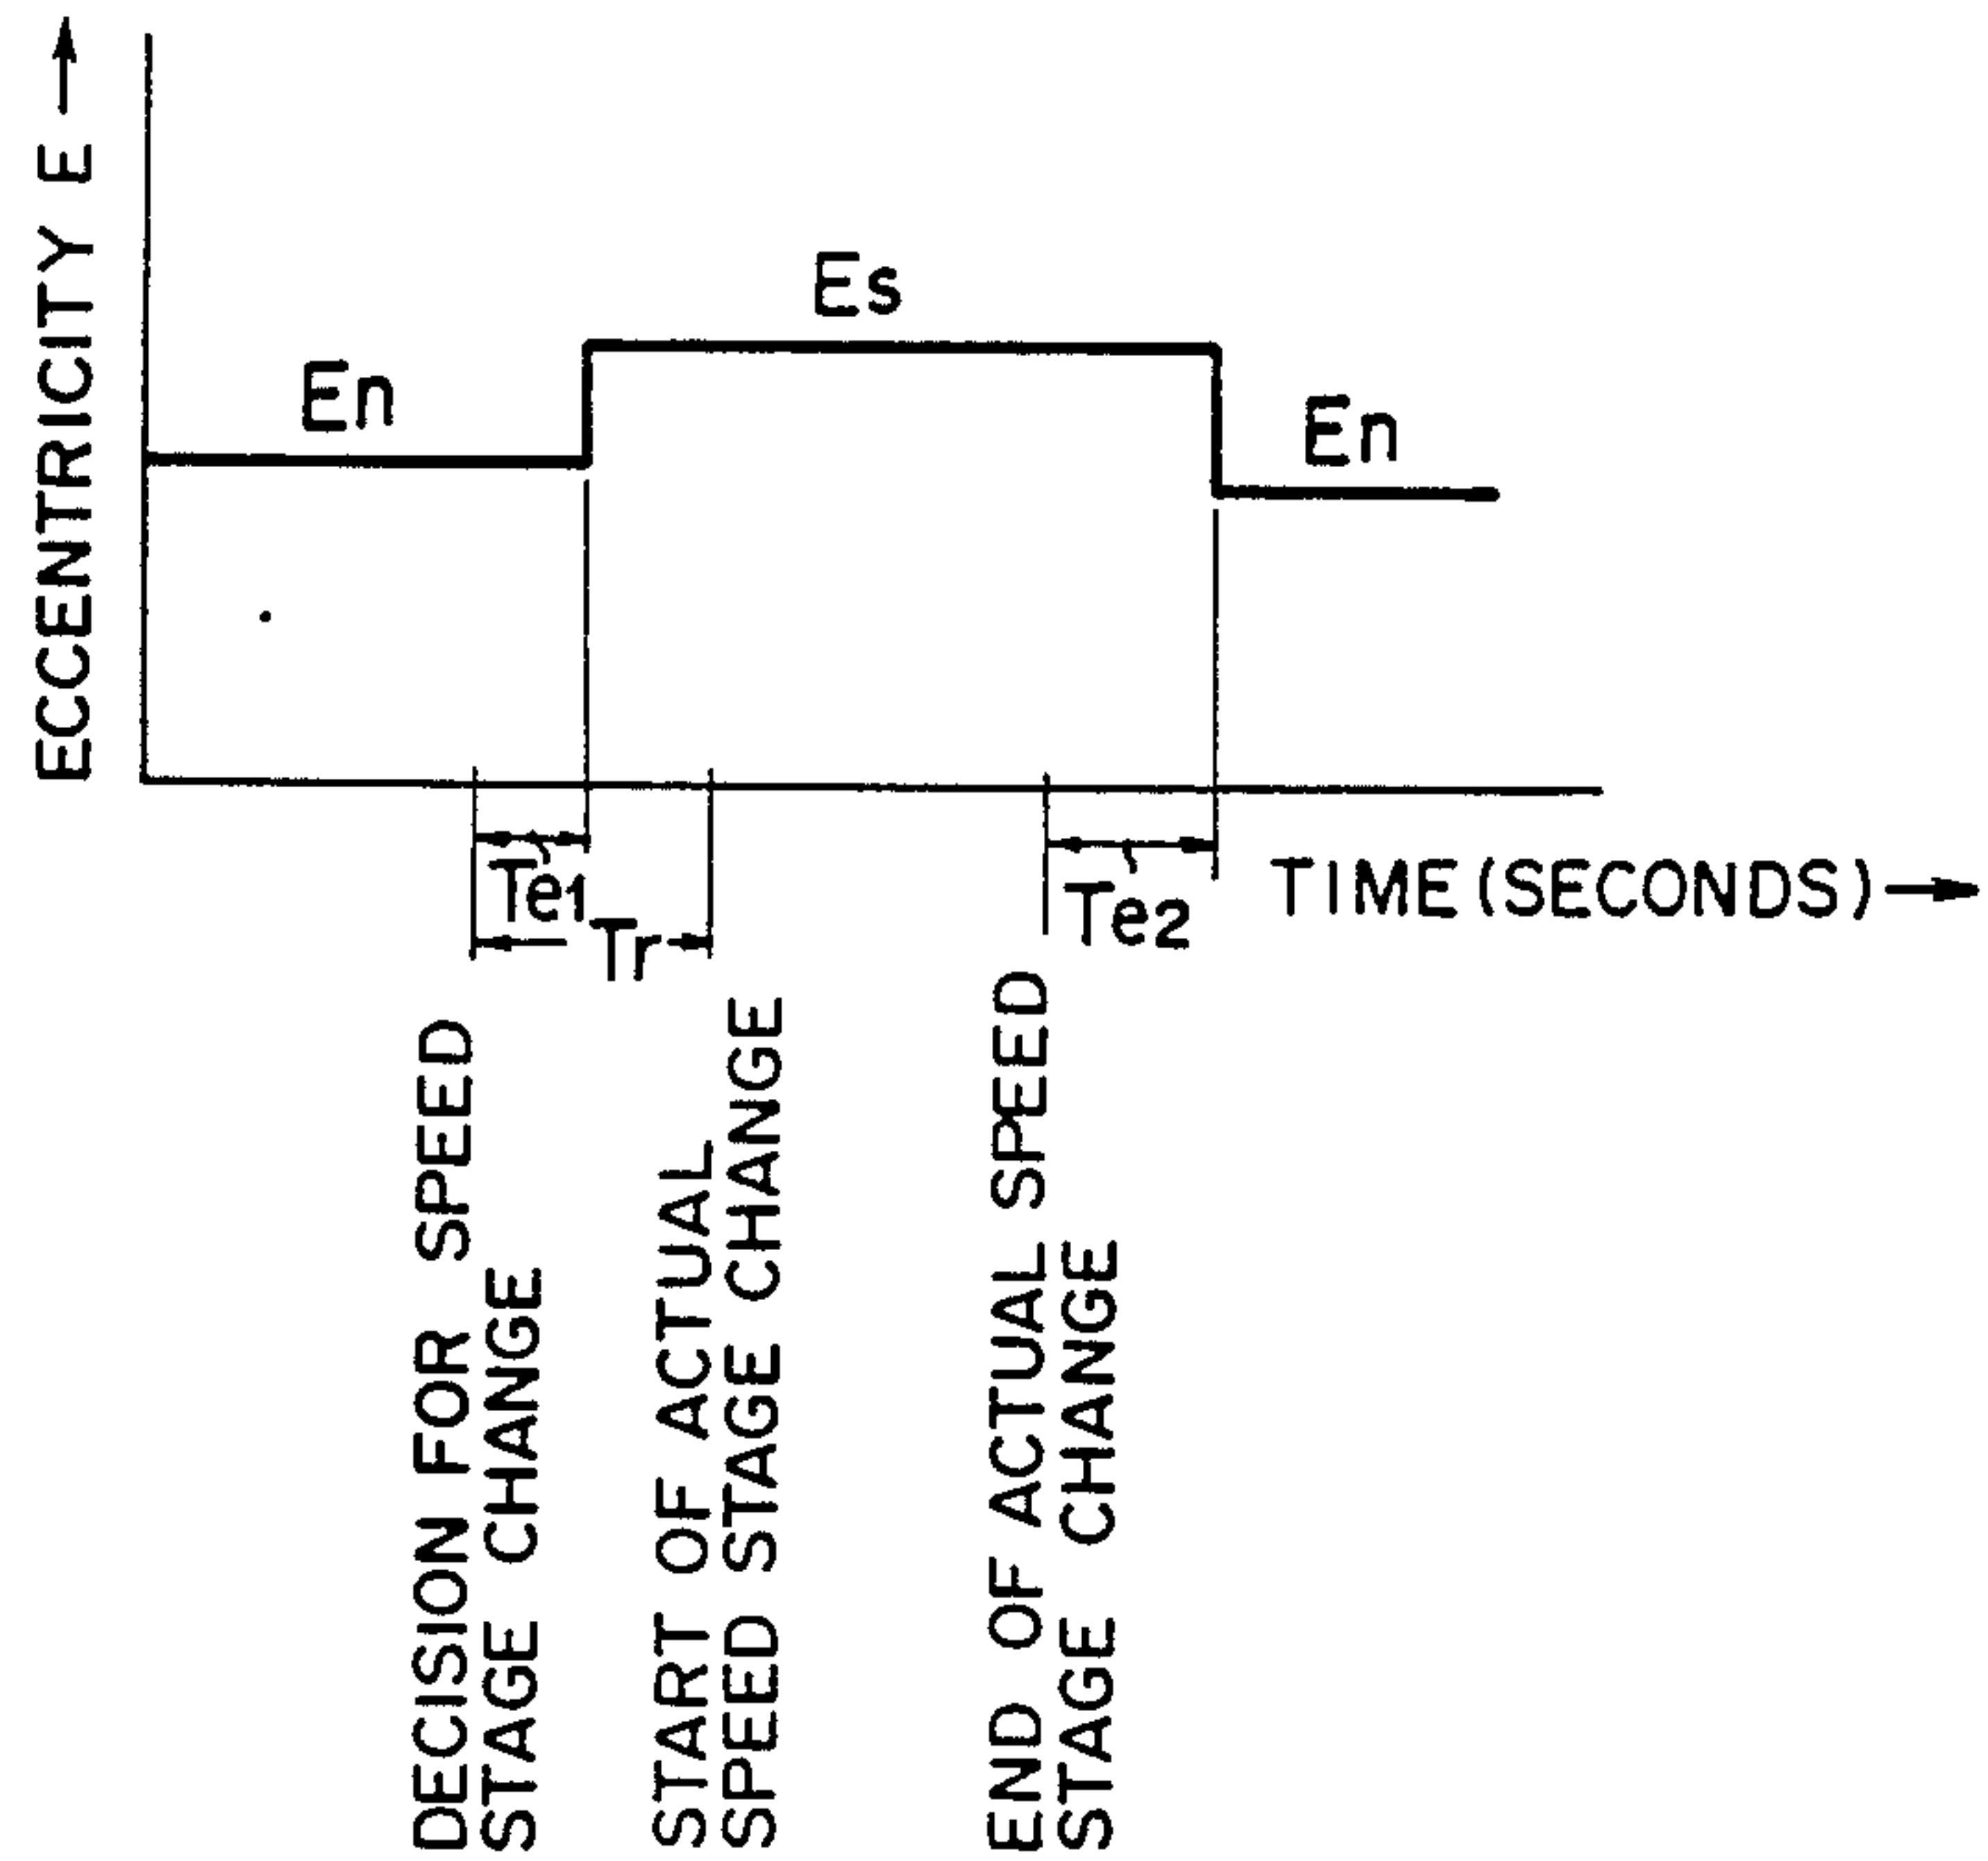 ECCENTRICITY E
Es
En
En
Te1
Te2
TIME(SECONDS)
Tr
DECISION FOR SPEED
STAGE CHANGE
START OF ACTUAL
SPEED STAGE CHANGE
END OF ACTUAL SPEED
STAGE CHANGE